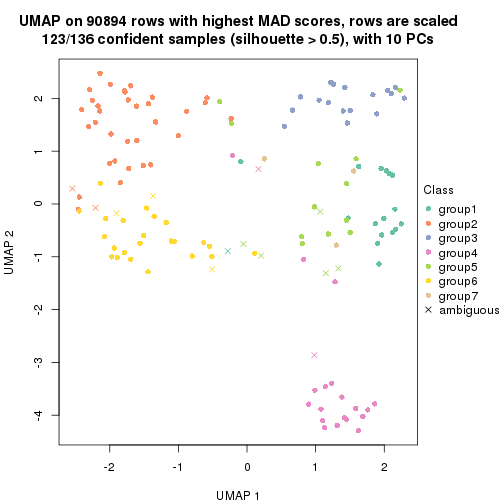 UMAP on 90894 rows with highest MAD scores, rows are scaled
123/136 confident samples (silhouette > 0.5), with 10 PCs
2
1
0
-1
-2
-3
-4
UMAP 2
-2
-1
0
1
2
UMAP 1
Class
group1
group2
group3
group4
group5
group6
group7
ambiguous